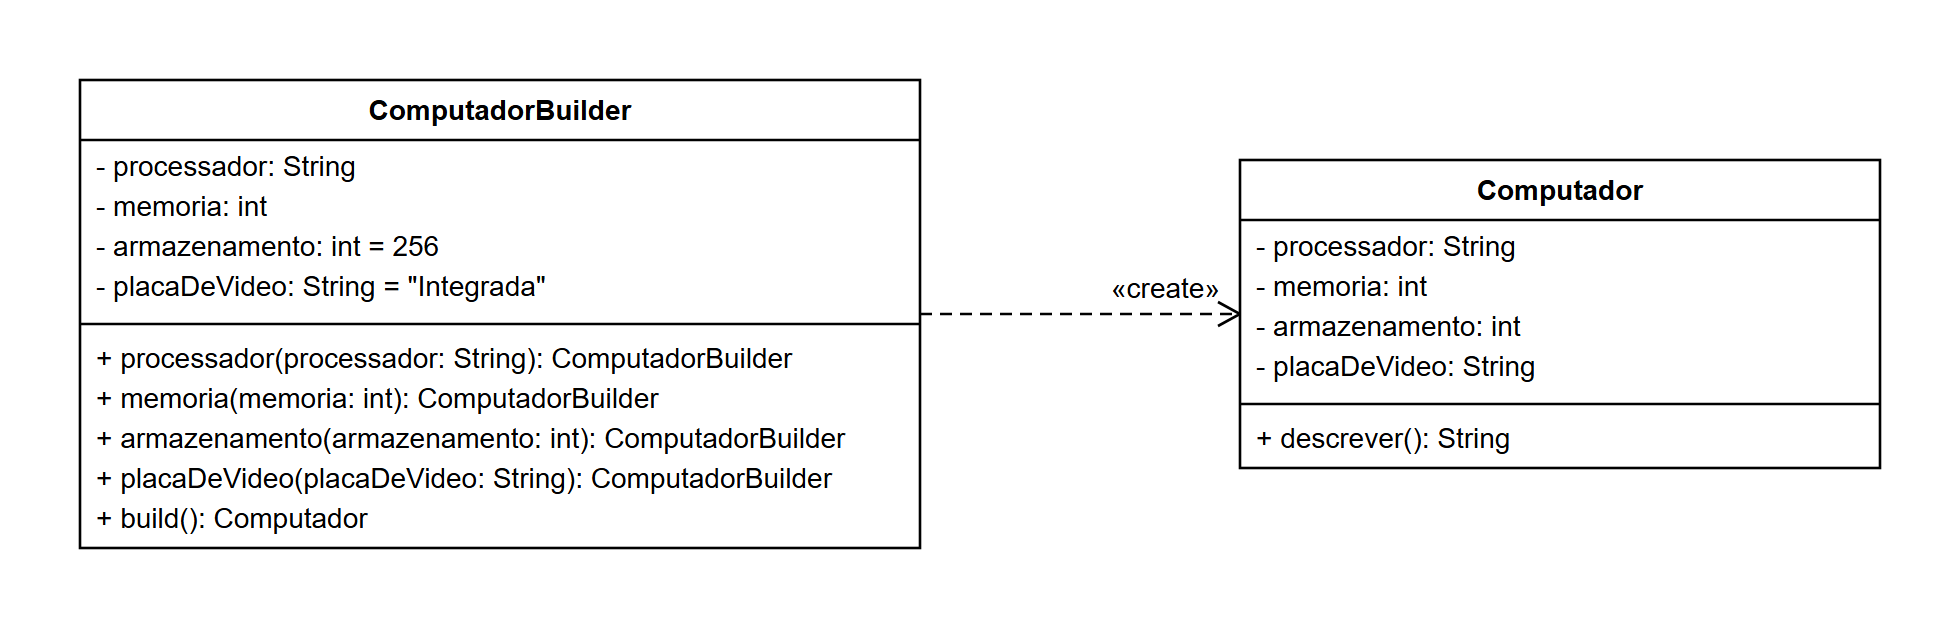 ComputadorBuilder
- processador: String
- memoria: int
- armazenamento: int = 256
- placaDeVideo: String = "Integrada"
+ processador(processador: String): ComputadorBuilder
+ memoria(memoria: int): ComputadorBuilder
+ armazenamento(armazenamento: int): ComputadorBuilder
+ placaDeVideo(placaDeVideo: String): ComputadorBuilder
+ build(): Computador
«create»
Computador
- processador: String
- memoria: int
- armazenamento: int
- placaDeVideo: String
+ descrever(): String